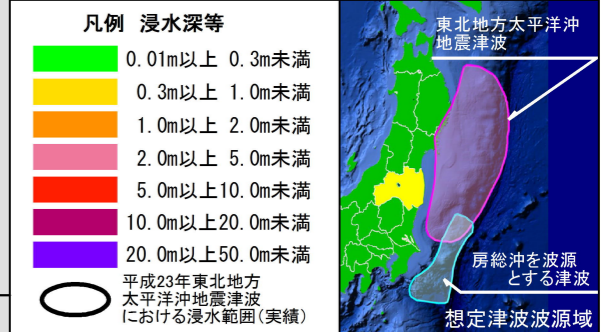 凡例 浸水深等
0.01m以上 0.3m未満
0.3m以上 1.0m未満
1.0m以上 2.0m未満
2.0m以上 5.0m未満
5.0m以上10.0m未満
10.0m以上20.0m未満
20.0m以上50.0m未満
平成23年東北地方
太平洋沖地震津波
における浸水範囲(実績)
東北地方太平洋沖
地震津波
房総沖を波源
とする津波
想定津波波源域